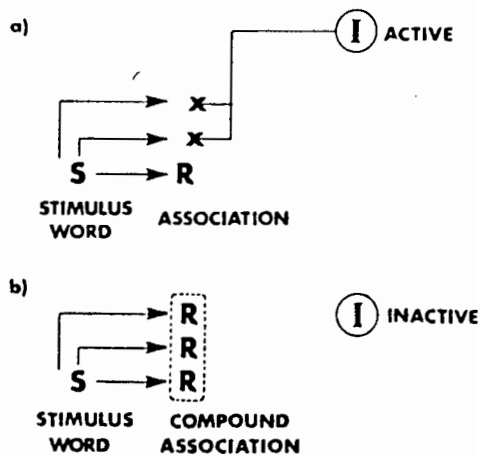 a)
I ACTIVE
x
x
S R
STIMULUS
WORD
ASSOCIATION
b)
R
I INACTIVE
R
S R
STIMULUS
WORD
COMPOUND
ASSOCIATION